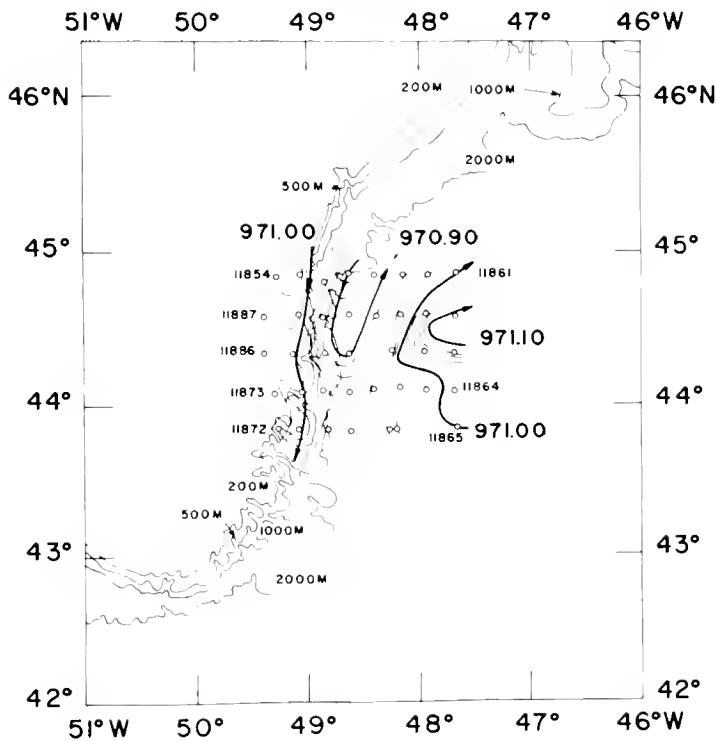 51°W 50° 49° 48° 47° 46°W
46°N 200M 1000M 46°N
2000M
500M
45° 971.00 970.90 45°
11854 11861
11887
971.10
11886
44° 11873 11864 44°
11872 11865 971.00
200M
500M
1000M
43° 43°
2000M
42° 42°
51°W 50° 49° 48° 47° 46°W